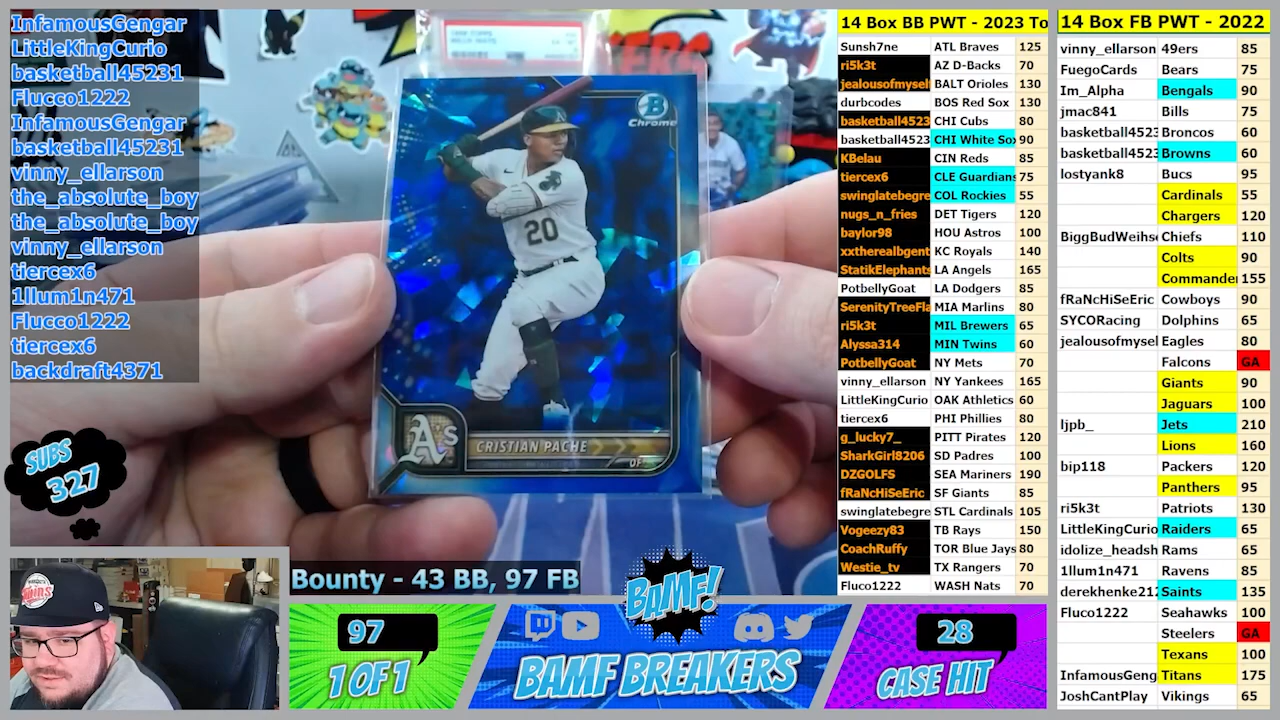 InfamousGengar
LittleKingCurio
basketball45231
Flucco1222
InfamousGengar
basketball45231
vinny_ellarson
the_absolute_boy
the_absolute_boy
vinny_ellarson
tiercex6
1llum1n471
Flucco1222
tiercex6
backdraft4371
SUBS
327
B
Chrome
20
A's
CRISTIAN PACHE
OF
Bounty - 43 BB, 97 FB
97
1 OF 1
BAMF!
BAMF BREAKERS
28
CASE HIT
14 Box BB PWT - 2023 To
Sunsh7ne ATL Braves 125
ri5k3t AZ D-Backs 70
jealousofmysel BALT Orioles 130
durbcodes BOS Red Sox 130
basketball4523 CHI Cubs 80
basketball4523 CHI White Sox 90
KBelau CIN Reds 85
tiercex6 CLE Guardians 75
swinglatebegre COL Rockies 55
nugs_n_fries DET Tigers 120
baylor98 HOU Astros 100
xxtherealbgent KC Royals 140
StatikElephants LA Angels 165
PotbellyGoat LA Dodgers 85
SerenityTreeFla MIA Marlins 80
ri5k3t MIL Brewers 65
Alyssa314 MIN Twins 60
PotbellyGoat NY Mets 70
vinny_ellarson NY Yankees 165
LittleKingCurio OAK Athletics 60
tiercex6 PHI Phillies 80
g_lucky7_ PITT Pirates 120
SharkGirl8206 SD Padres 100
DZGOLFS SEA Mariners 190
fRaNcHiSeEric SF Giants 85
swinglatebegre STL Cardinals 105
Vogeezy83 TB Rays 150
CoachRuffy TOR Blue Jays 80
Westie_tv TX Rangers 70
Fluco1222 WASH Nats 70
14 Box FB PWT - 2022
vinny_ellarson 49ers 85
FuegoCards Bears 75
Im_Alpha Bengals 90
jmac841 Bills 75
basketball4523 Broncos 60
basketball4523 Browns 60
lostyank8 Bucs 95
Cardinals 55
Chargers 120
BiggBudWeihse Chiefs 110
Colts 90
Commander 155
fRaNcHiSeEric Cowboys 90
SYCORacing Dolphins 65
jealousofmysel Eagles 80
Falcons GA
Giants 90
Jaguars 100
ljpb_ Jets 210
Lions 160
bip118 Packers 120
Panthers 95
ri5k3t Patriots 130
LittleKingCurio Raiders 65
idolize_headsh Rams 65
1llum1n471 Ravens 85
derekhenke212 Saints 135
Fluco1222 Seahawks 100
Steelers GA
Texans 100
InfamousGeng Titans 175
JoshCantPlay Vikings 65